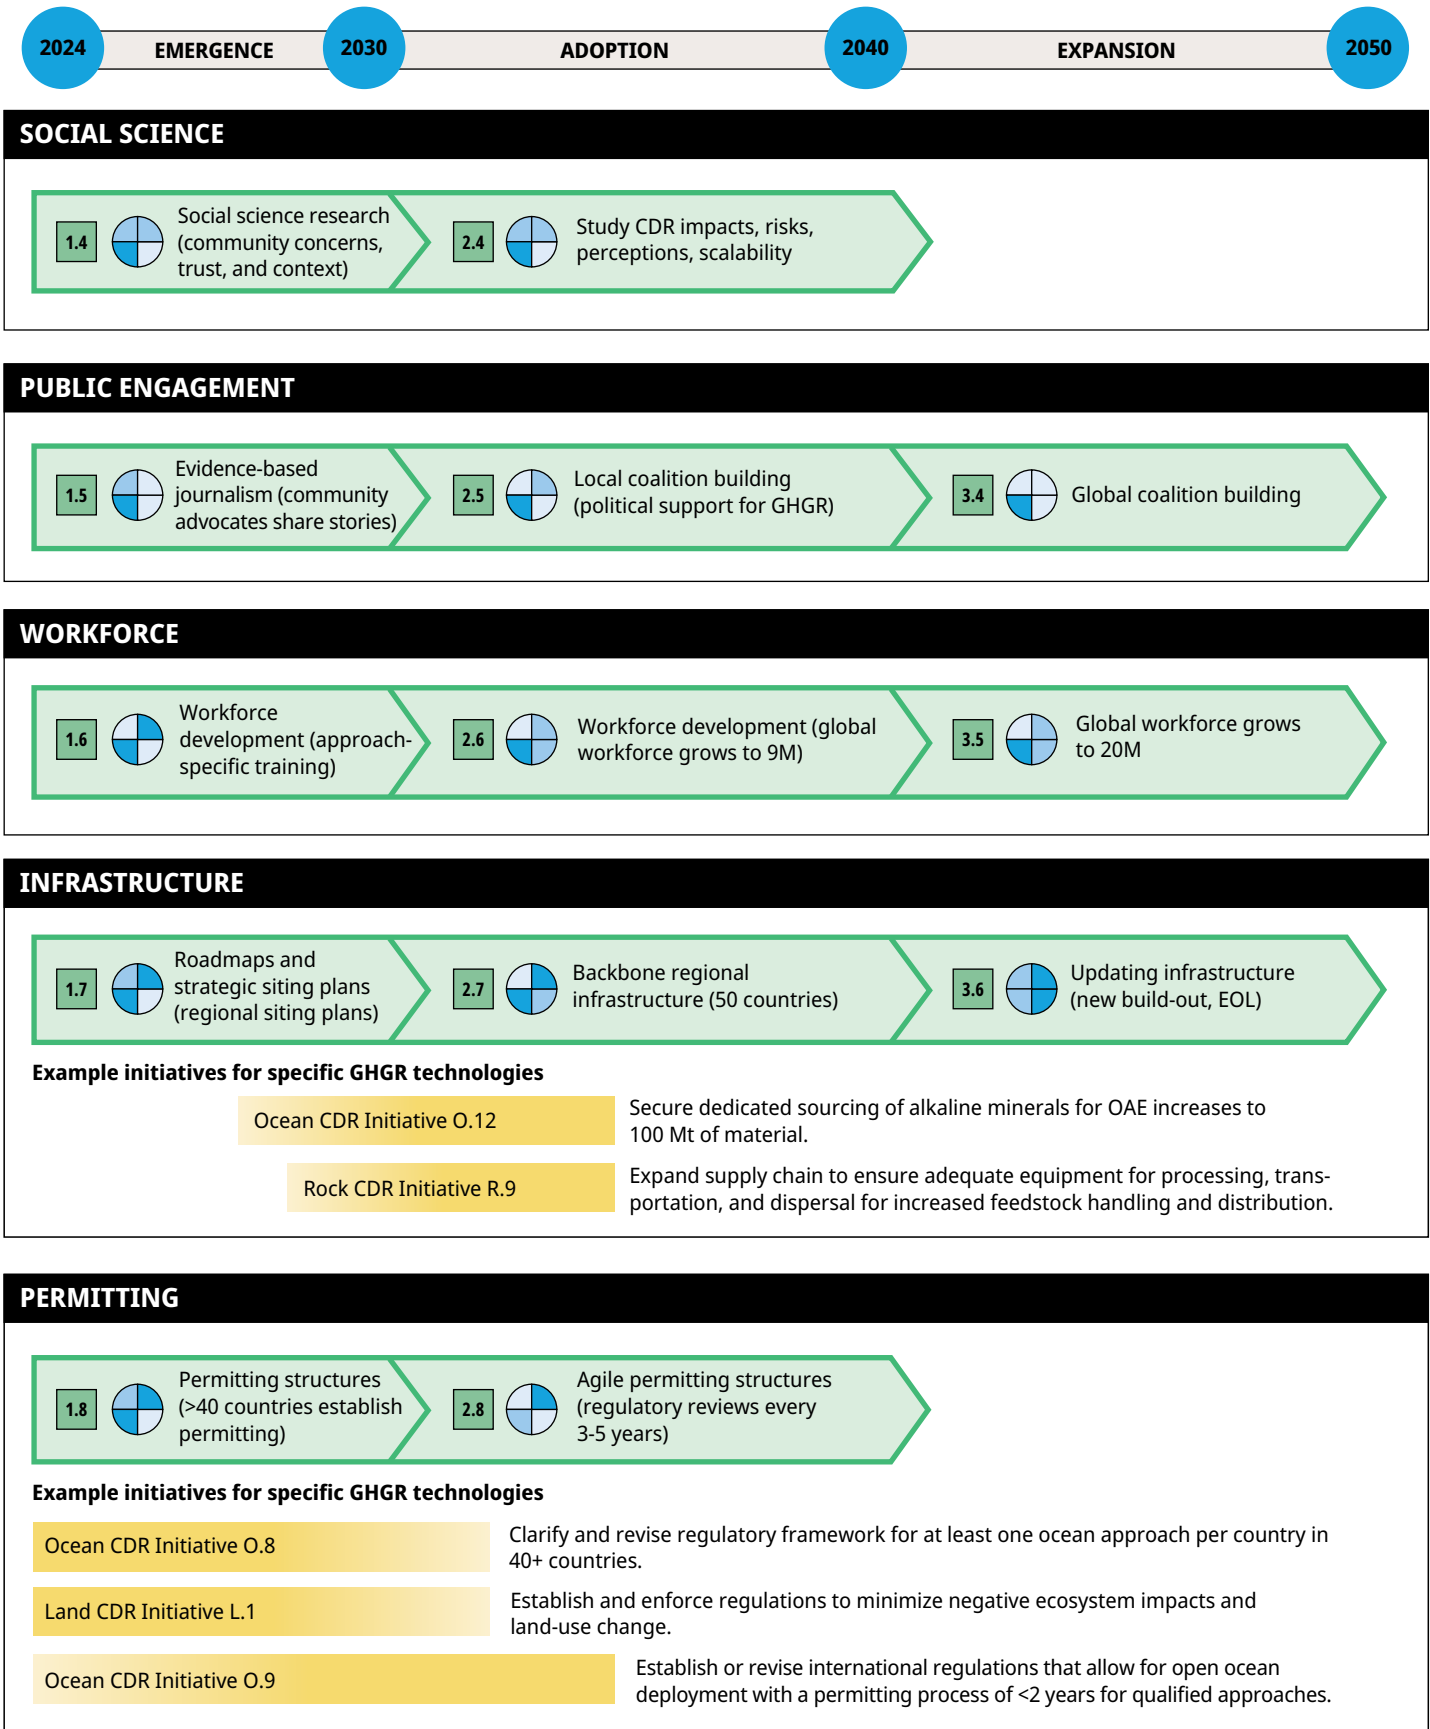 2024
EMERGENCE
2030
ADOPTION
2040
EXPANSION
2050
SOCIAL SCIENCE
1.4
Social science research
(community concerns,
trust, and context)
2.4
Study CDR impacts, risks,
perceptions, scalability
PUBLIC ENGAGEMENT
1.5
Evidence-based
journalism (community
advocates share stories)
2.5
Local coalition building
(political support for GHGR)
3.4
Global coalition building
WORKFORCE
1.6
Workforce
development (approach-
specific training)
2.6
Workforce development (global
workforce grows to 9M)
3.5
Global workforce grows
to 20M
INFRASTRUCTURE
1.7
Roadmaps and
strategic siting plans
(regional siting plans)
2.7
Backbone regional
infrastructure (50 countries)
3.6
Updating infrastructure
(new build-out, EOL)
Example initiatives for specific GHGR technologies
Ocean CDR Initiative O.12
Secure dedicated sourcing of alkaline minerals for OAE increases to
100 Mt of material.
Rock CDR Initiative R.9
Expand supply chain to ensure adequate equipment for processing, trans-
portation, and dispersal for increased feedstock handling and distribution.
PERMITTING
1.8
Permitting structures
(>40 countries establish
permitting)
2.8
Agile permitting structures
(regulatory reviews every
3-5 years)
Example initiatives for specific GHGR technologies
Ocean CDR Initiative O.8
Clarify and revise regulatory framework for at least one ocean approach per country in
40+ countries.
Land CDR Initiative L.1
Establish and enforce regulations to minimize negative ecosystem impacts and
land-use change.
Ocean CDR Initiative O.9
Establish or revise international regulations that allow for open ocean
deployment with a permitting process of <2 years for qualified approaches.